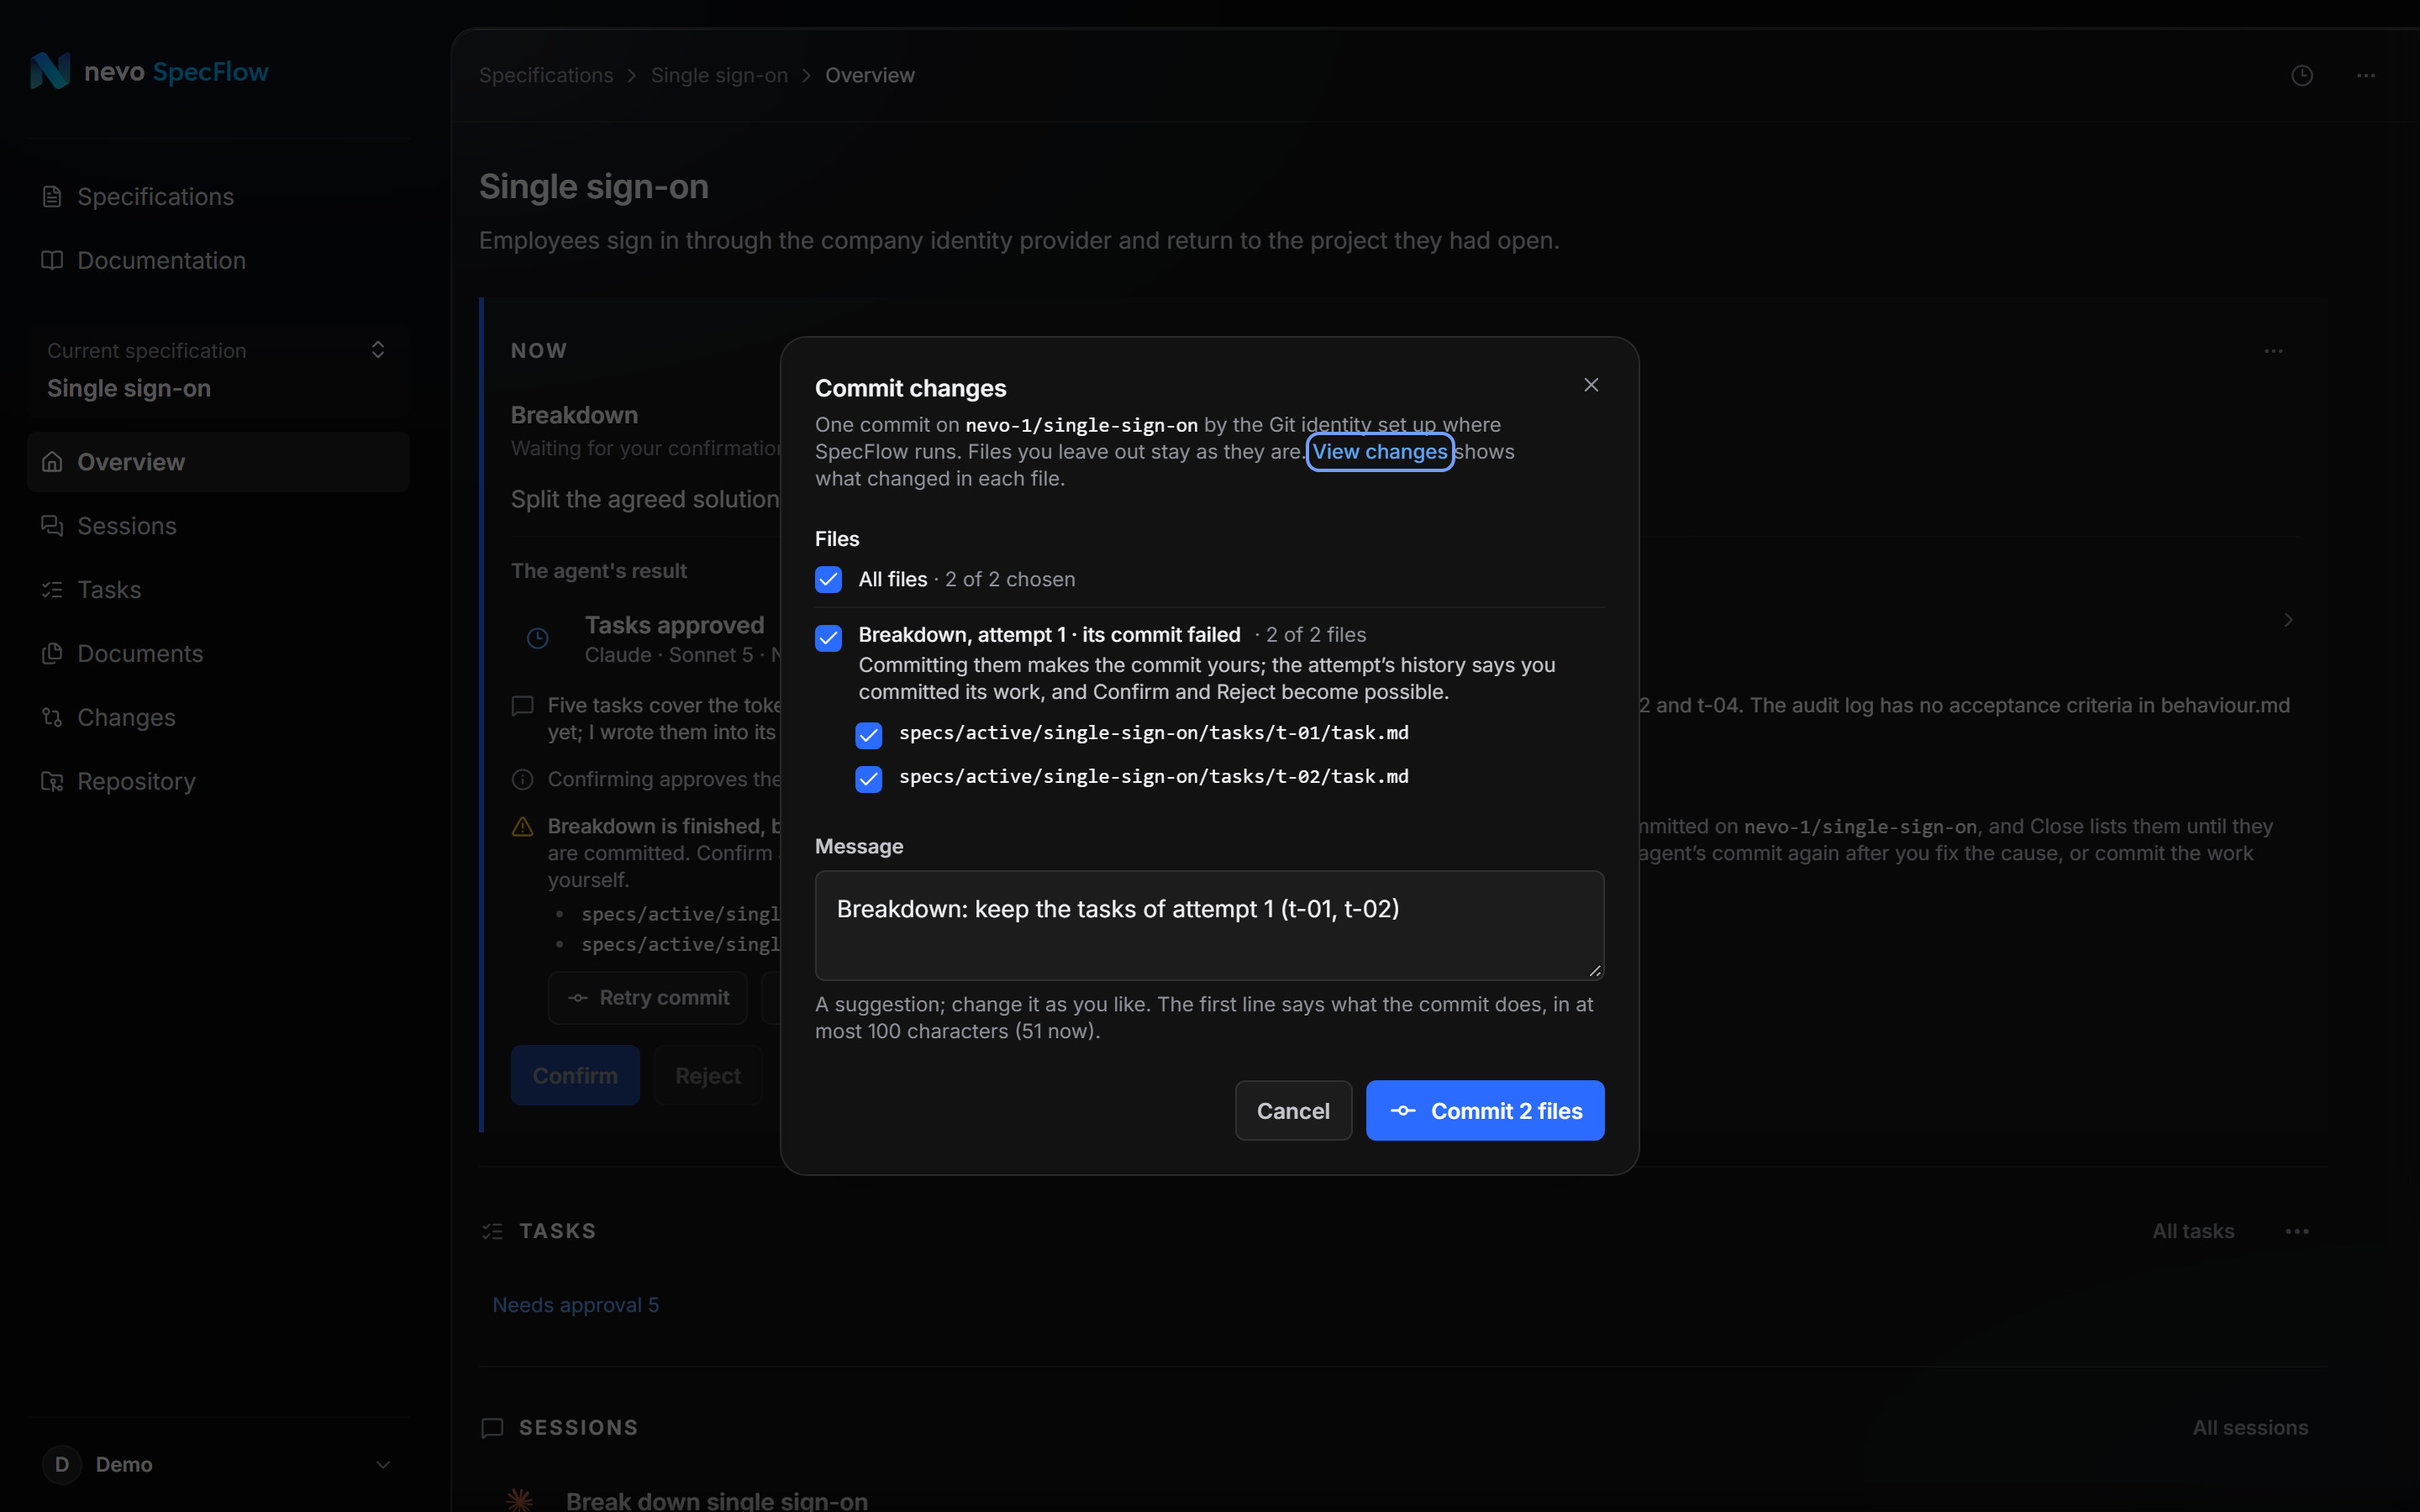 nevo SpecFlow
Specifications
Documentation
Current specification
Single sign-on
Overview
Sessions
Tasks
Documents
Changes
Repository
D Demo
Specifications > Single sign-on > Overview
Single sign-on
Employees sign in through the company identity provider and return to the project they had open.
NOW
Breakdown
Waiting for your confirmation
Split the agreed solution
The agent's result
Tasks approved
Claude · Sonnet 5 ·
Five tasks cover the
2 and t-04. The audit log has no acceptance criteria in behaviour.md
yet; I wrote them into its
Confirming approves the
Breakdown is finished,
on nevo-1/single-sign-on, and Close lists them until they
are committed. Confirm
agent’s commit again after you fix the cause, or commit the work
yourself.
specs/active/singl
specs/active/singl
Retry commit
Confirm
Reject
Commit changes
One commit on nevo-1/single-sign-on by the Git identity set up where
SpecFlow runs. Files you leave out stay as they are. View changes shows
what changed in each file.
Files
All files · 2 of 2 chosen
Breakdown, attempt 1 · its commit failed · 2 of 2 files
Committing them makes the commit yours; the attempt’s history says you
committed its work, and Confirm and Reject become possible.
specs/active/single-sign-on/tasks/t-01/task.md
specs/active/single-sign-on/tasks/t-02/task.md
Message
Breakdown: keep the tasks of attempt 1 (t-01, t-02)
A suggestion; change it as you like. The first line says what the commit does, in at
most 100 characters (51 now).
Cancel
Commit 2 files
TASKS
All tasks
Needs approval 5
SESSIONS
All sessions
Break down single sign-on